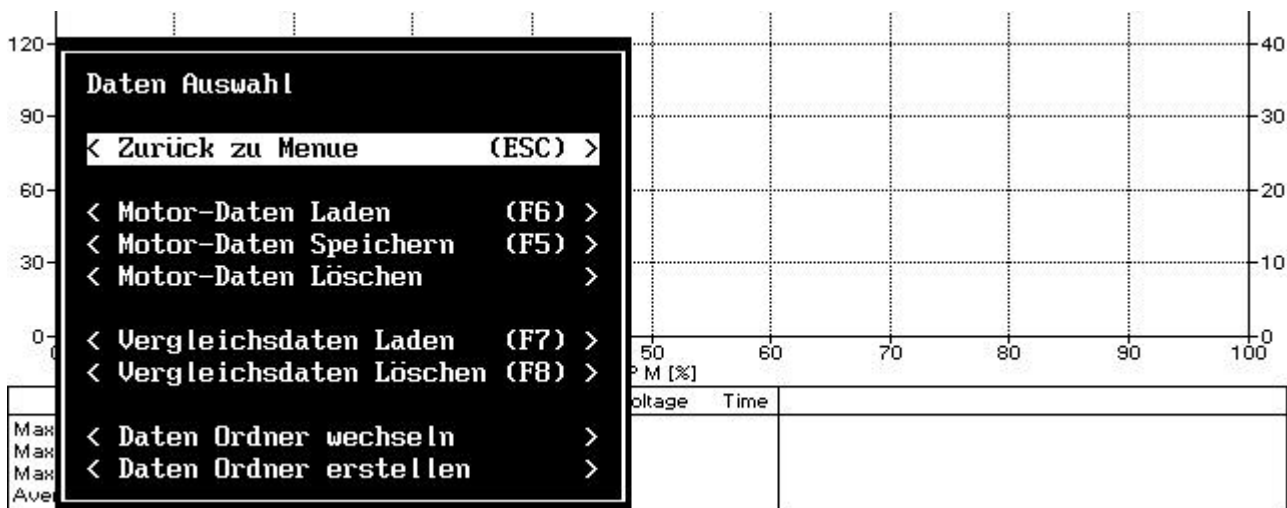 120
40
Daten Auswahl
90
30
< Zurück zu Menue (ESC) >
60
20
< Motor-Daten Laden (F6) >
< Motor-Daten Speichern (F5) >
30
10
< Motor-Daten Löschen >
0
0
< Vergleichsdaten Laden (F7) >
50 60 70 80 90 100
< Vergleichsdaten Löschen (F8) >
P M [%]
oltage Time
Max
< Daten Ordner wechseln >
Max
Max
< Daten Ordner erstellen >
Aver